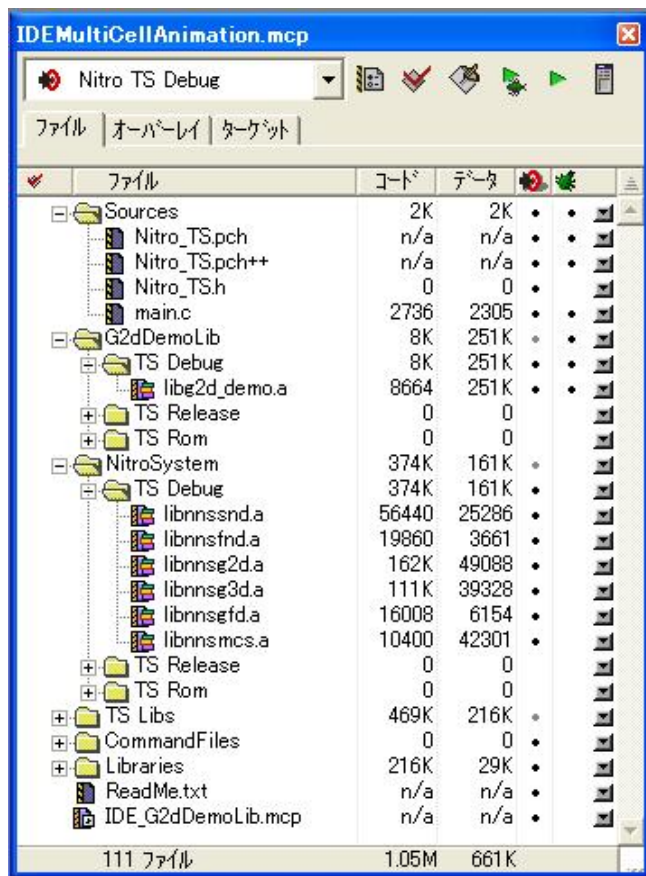 IDEMultiCellAnimation.mcp
Nitro TS Debug
ファイル オーバーレイ ターゲット
ファイル コード データ
Sources 2K 2K
Nitro_TS.pch n/a n/a
Nitro_TS.pch++ n/a n/a
Nitro_TS.h 0 0
main.c 2736 2305
G2dDemoLib 8K 251K
TS Debug 8K 251K
libg2d_demo.a 8664 251K
TS Release 0 0
TS Rom 0 0
NitroSystem 374K 161K
TS Debug 374K 161K
libnnssnd.a 56440 25286
libnnsfnd.a 19860 3661
libnnsg2d.a 162K 49088
libnnsg3d.a 111K 39328
libnnsgfd.a 16008 6154
libnnsmcs.a 10400 42301
TS Release 0 0
TS Rom 0 0
TS Libs 469K 216K
CommandFiles 0 0
Libraries 216K 29K
ReadMe.txt n/a n/a
IDE_G2dDemoLib.mcp n/a n/a
111 ファイル 1.05M 661K